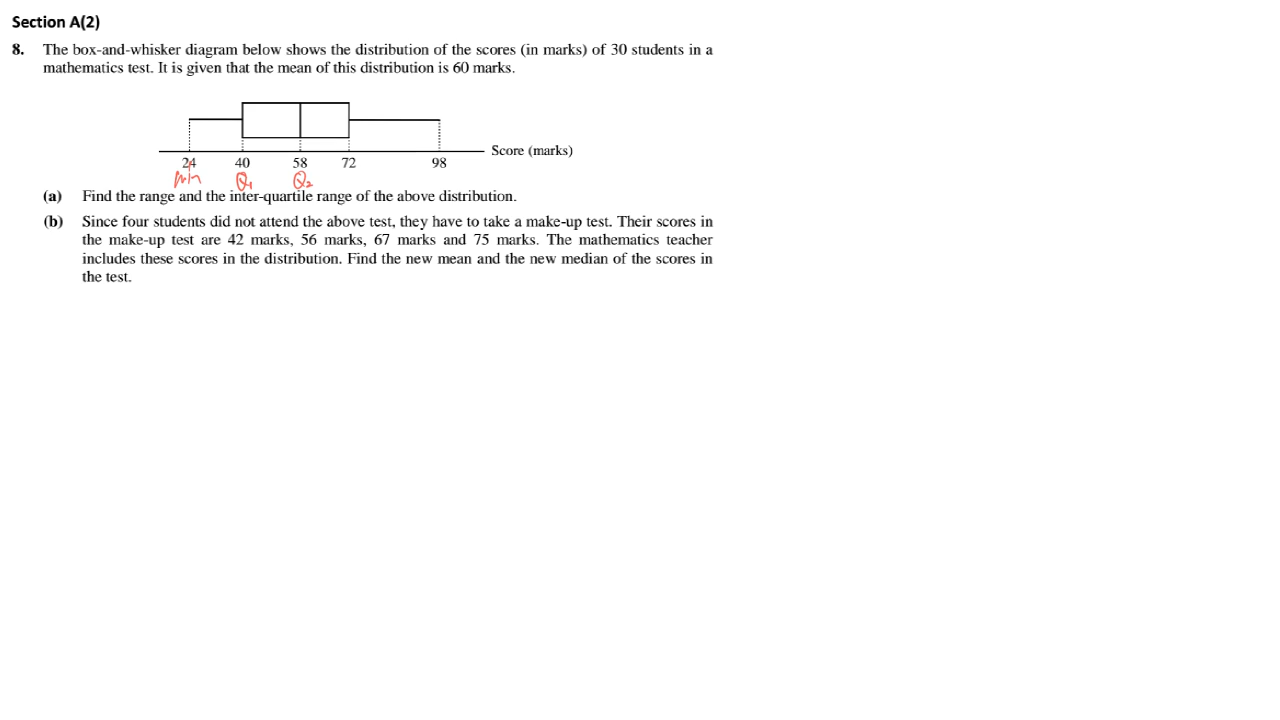 Section A(2)
8. The box-and-whisker diagram below shows the distribution of the scores (in marks) of 30 students in a
mathematics test. It is given that the mean of this distribution is 60 marks.
Score (marks)
24 40 58 72 98
Min Q1 Q2
(a) Find the range and the inter-quartile range of the above distribution.
(b) Since four students did not attend the above test, they have to take a make-up test. Their scores in
the make-up test are 42 marks, 56 marks, 67 marks and 75 marks. The mathematics teacher
includes these scores in the distribution. Find the new mean and the new median of the scores in
the test.